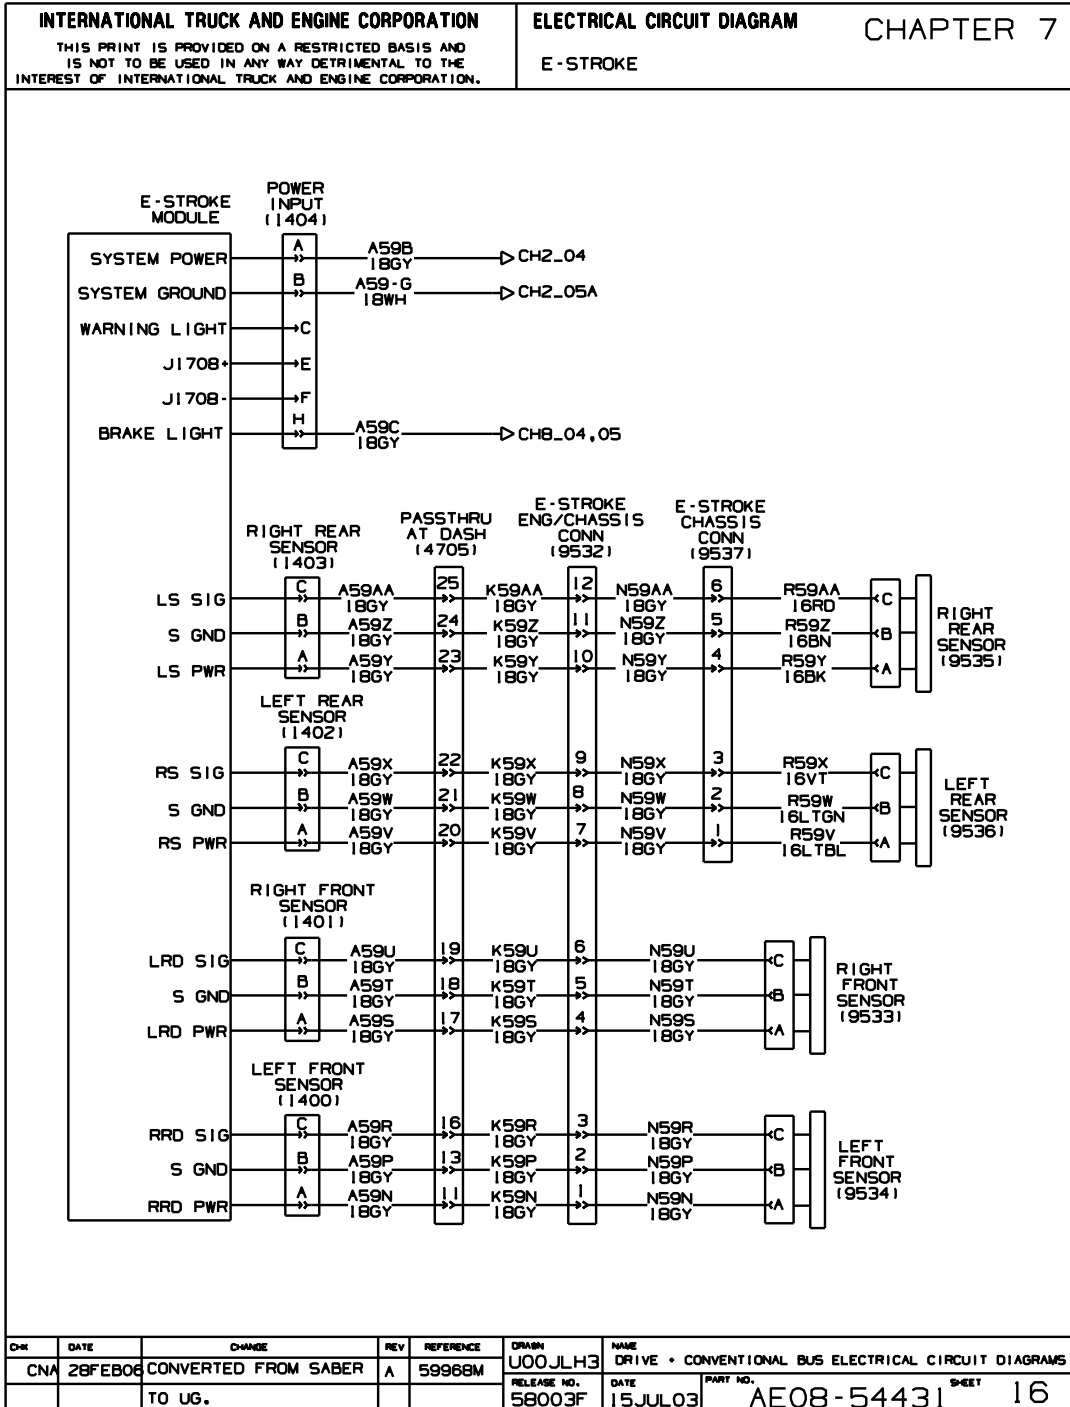 INTERNATIONAL TRUCK AND ENGINE CORPORATION
THIS PRINT IS PROVIDED ON A RESTRICTED BASIS AND
IS NOT TO BE USED IN ANY WAY DETRIMENTAL TO THE
INTEREST OF INTERNATIONAL TRUCK AND ENGINE CORPORATION.
ELECTRICAL CIRCUIT DIAGRAM
E-STROKE
CHAPTER 7
E-STROKE
MODULE
POWER
INPUT
(1404)
SYSTEM POWER A A59B 18GY CH2_04
SYSTEM GROUND B A59-G 18WH CH2_05A
WARNING LIGHT C
J1708+ E
J1708- F
BRAKE LIGHT H A59C 18GY CH8_04,05
RIGHT REAR
SENSOR
(1403)
PASSTHRU
AT DASH
(4705)
E-STROKE
ENG/CHASSIS
CONN
(9532)
E-STROKE
CHASSIS
CONN
(9537)
LS SIG C A59AA 18GY 25 K59AA 18GY 12 N59AA 18GY 6 R59AA 16RD C
S GND B A59Z 18GY 24 K59Z 18GY 11 N59Z 18GY 5 R59Z 16BN B
LS PWR A A59Y 18GY 23 K59Y 18GY 10 N59Y 18GY 4 R59Y 16BK A
RIGHT
REAR
SENSOR
(9535)
LEFT REAR
SENSOR
(1402)
RS SIG C A59X 18GY 22 K59X 18GY 9 N59X 18GY 3 R59X 16VT C
S GND B A59W 18GY 21 K59W 18GY 8 N59W 18GY 2 R59W 16LTGN B
RS PWR A A59V 18GY 20 K59V 18GY 7 N59V 18GY 1 R59V 16LTBL A
LEFT
REAR
SENSOR
(9536)
RIGHT FRONT
SENSOR
(1401)
LRD SIG C A59U 18GY 19 K59U 18GY 6 N59U 18GY C
S GND B A59T 18GY 18 K59T 18GY 5 N59T 18GY B
LRD PWR A A59S 18GY 17 K59S 18GY 4 N59S 18GY A
RIGHT
FRONT
SENSOR
(9533)
LEFT FRONT
SENSOR
(1400)
RRD SIG C A59R 18GY 16 K59R 18GY 3 N59R 18GY C
S GND B A59P 18GY 13 K59P 18GY 2 N59P 18GY B
RRD PWR A A59N 18GY 11 K59N 18GY 1 N59N 18GY A
LEFT
FRONT
SENSOR
(9534)
CHK DATE CHANGE REV REFERENCE
CNA 28FEB06 CONVERTED FROM SABER A 59968M
TO UG.
DRAWN
U00JLH3
NAME
DRIVE + CONVENTIONAL BUS ELECTRICAL CIRCUIT DIAGRAMS
RELEASE NO.
58003F
DATE
15JUL03
PART NO.
AE08-54431
SHEET
16